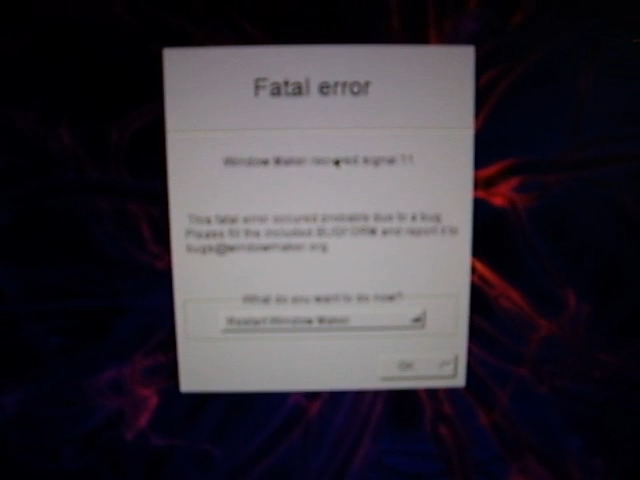 Fatal error
Window Maker received signal 11
This fatal error occured probably due to a bug.
Please fill the included BUGFORM and report it to
bugs@windowmaker.org.
What do you want to do now?
Restart Window Maker
OK